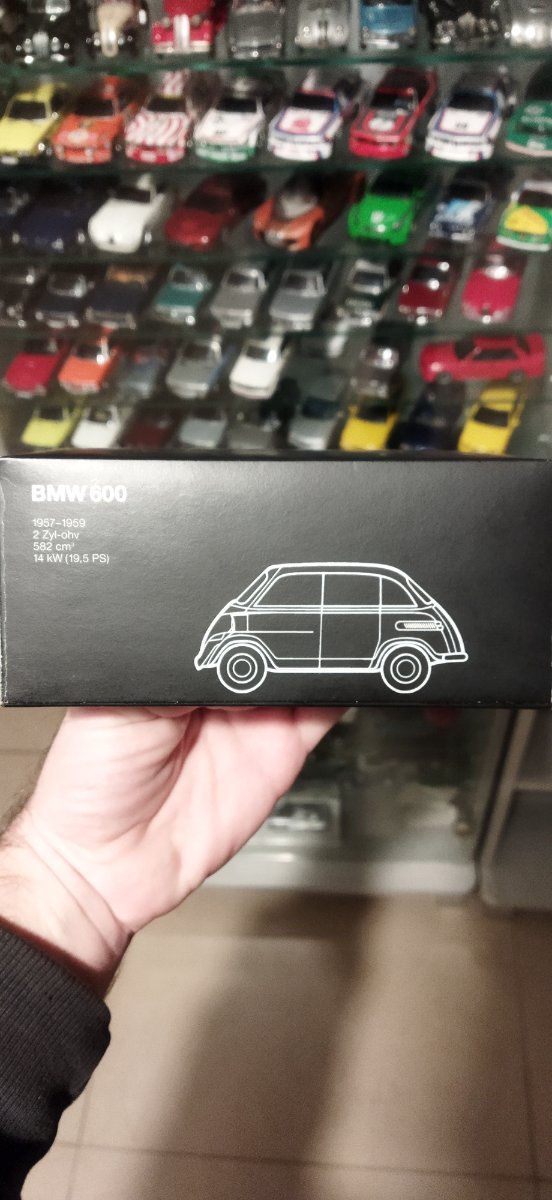 BMW 600
1957–1959
2 Zyl-ohv
582 cm³
14 kW (19,5 PS)